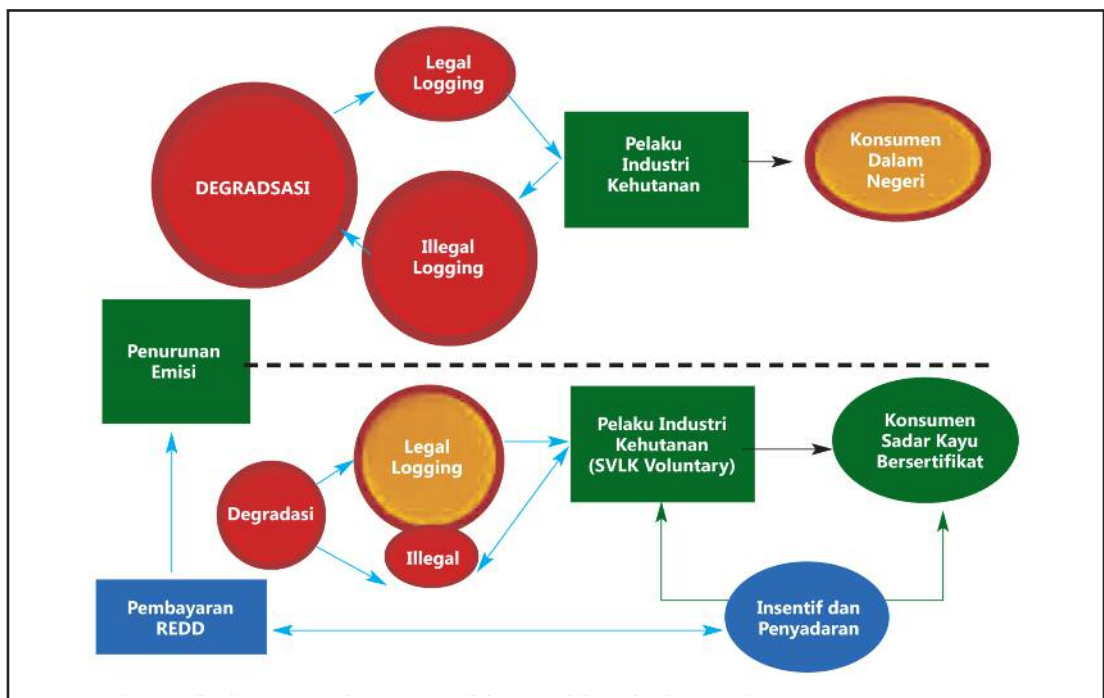 Legal
Logging
DEGRADSASI
Pelaku
Industri
Kehutanan
Konsumen
Dalam
Negeri
Illegal
Logging
Penurunan
Emisi
Legal
Logging
Pelaku Industri
Kehutanan
(SVLK Voluntary)
Konsumen
Sadar Kayu
Bersertifikat
Degradasi
Illegal
Pembayaran
REDD
Insentif dan
Penyadaran